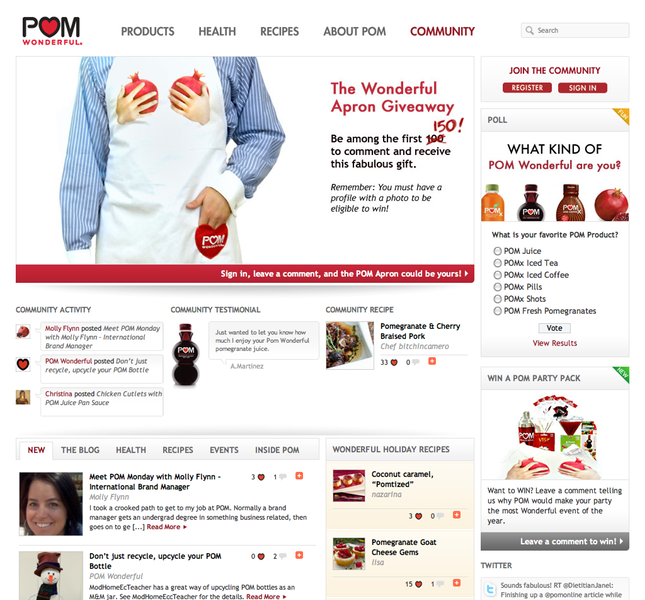 POM
WONDERFUL
PRODUCTS HEALTH RECIPES ABOUT POM COMMUNITY
Search
The Wonderful
Apron Giveaway
150!
Be among the first 100
to comment and receive
this fabulous gift.
Remember: You must have a
profile with a photo to be
eligible to win!
POM
Sign in, leave a comment, and the POM Apron could be yours!
JOIN THE COMMUNITY
REGISTER SIGN IN
POLL
WHAT KIND OF
POM Wonderful are you?
What is your favorite POM Product?
POM Juice
POMx Iced Tea
POMx Iced Coffee
POMx Pills
POMx Shots
POM Fresh Pomegranates
Vote
View Results
COMMUNITY ACTIVITY
Molly Flynn posted Meet POM Monday
with Molly Flynn - International
Brand Manager
POM Wonderful posted Don't just
recycle, upcycle your POM Bottle
Christina posted Chicken Cutlets with
POM Juice Pan Sauce
COMMUNITY TESTIMONIAL
POM
Just wanted to let you know how
much I enjoy your Pom Wonderful
pomegranate juice.
A.Martinez
COMMUNITY RECIPE
Pomegranate & Cherry
Braised Pork
Chef bitchincamero
33 0
WIN A POM PARTY PACK
NEW
Want to WIN? Leave a comment telling
us why POM would make your party
the most Wonderful event of the
year.
Leave a comment to win!
NEW THE BLOG HEALTH RECIPES EVENTS INSIDE POM
Meet POM Monday with Molly Flynn -
International Brand Manager
3 1
Molly Flynn
I took a crooked path to get to my job at POM. Normally a brand
manager gets an undergrad degree in something business related, then
goes on to ge [...] Read More
Don't just recycle, upcycle your POM
Bottle
0 2
POM Wonderful
ModHomeEcTeacher has a great way of upcycling POM bottles as an
M&M jar. See ModHomeEcTeacher for the details. Read More
WONDERFUL HOLIDAY RECIPES
Coconut caramel,
"Pomtized"
nazarina
3 0
Pomegranate Goat
Cheese Gems
lisa
15 1
TWITTER
Sounds fabulous! RT @DietitianJanel:
Finishing up a @pomonline article while